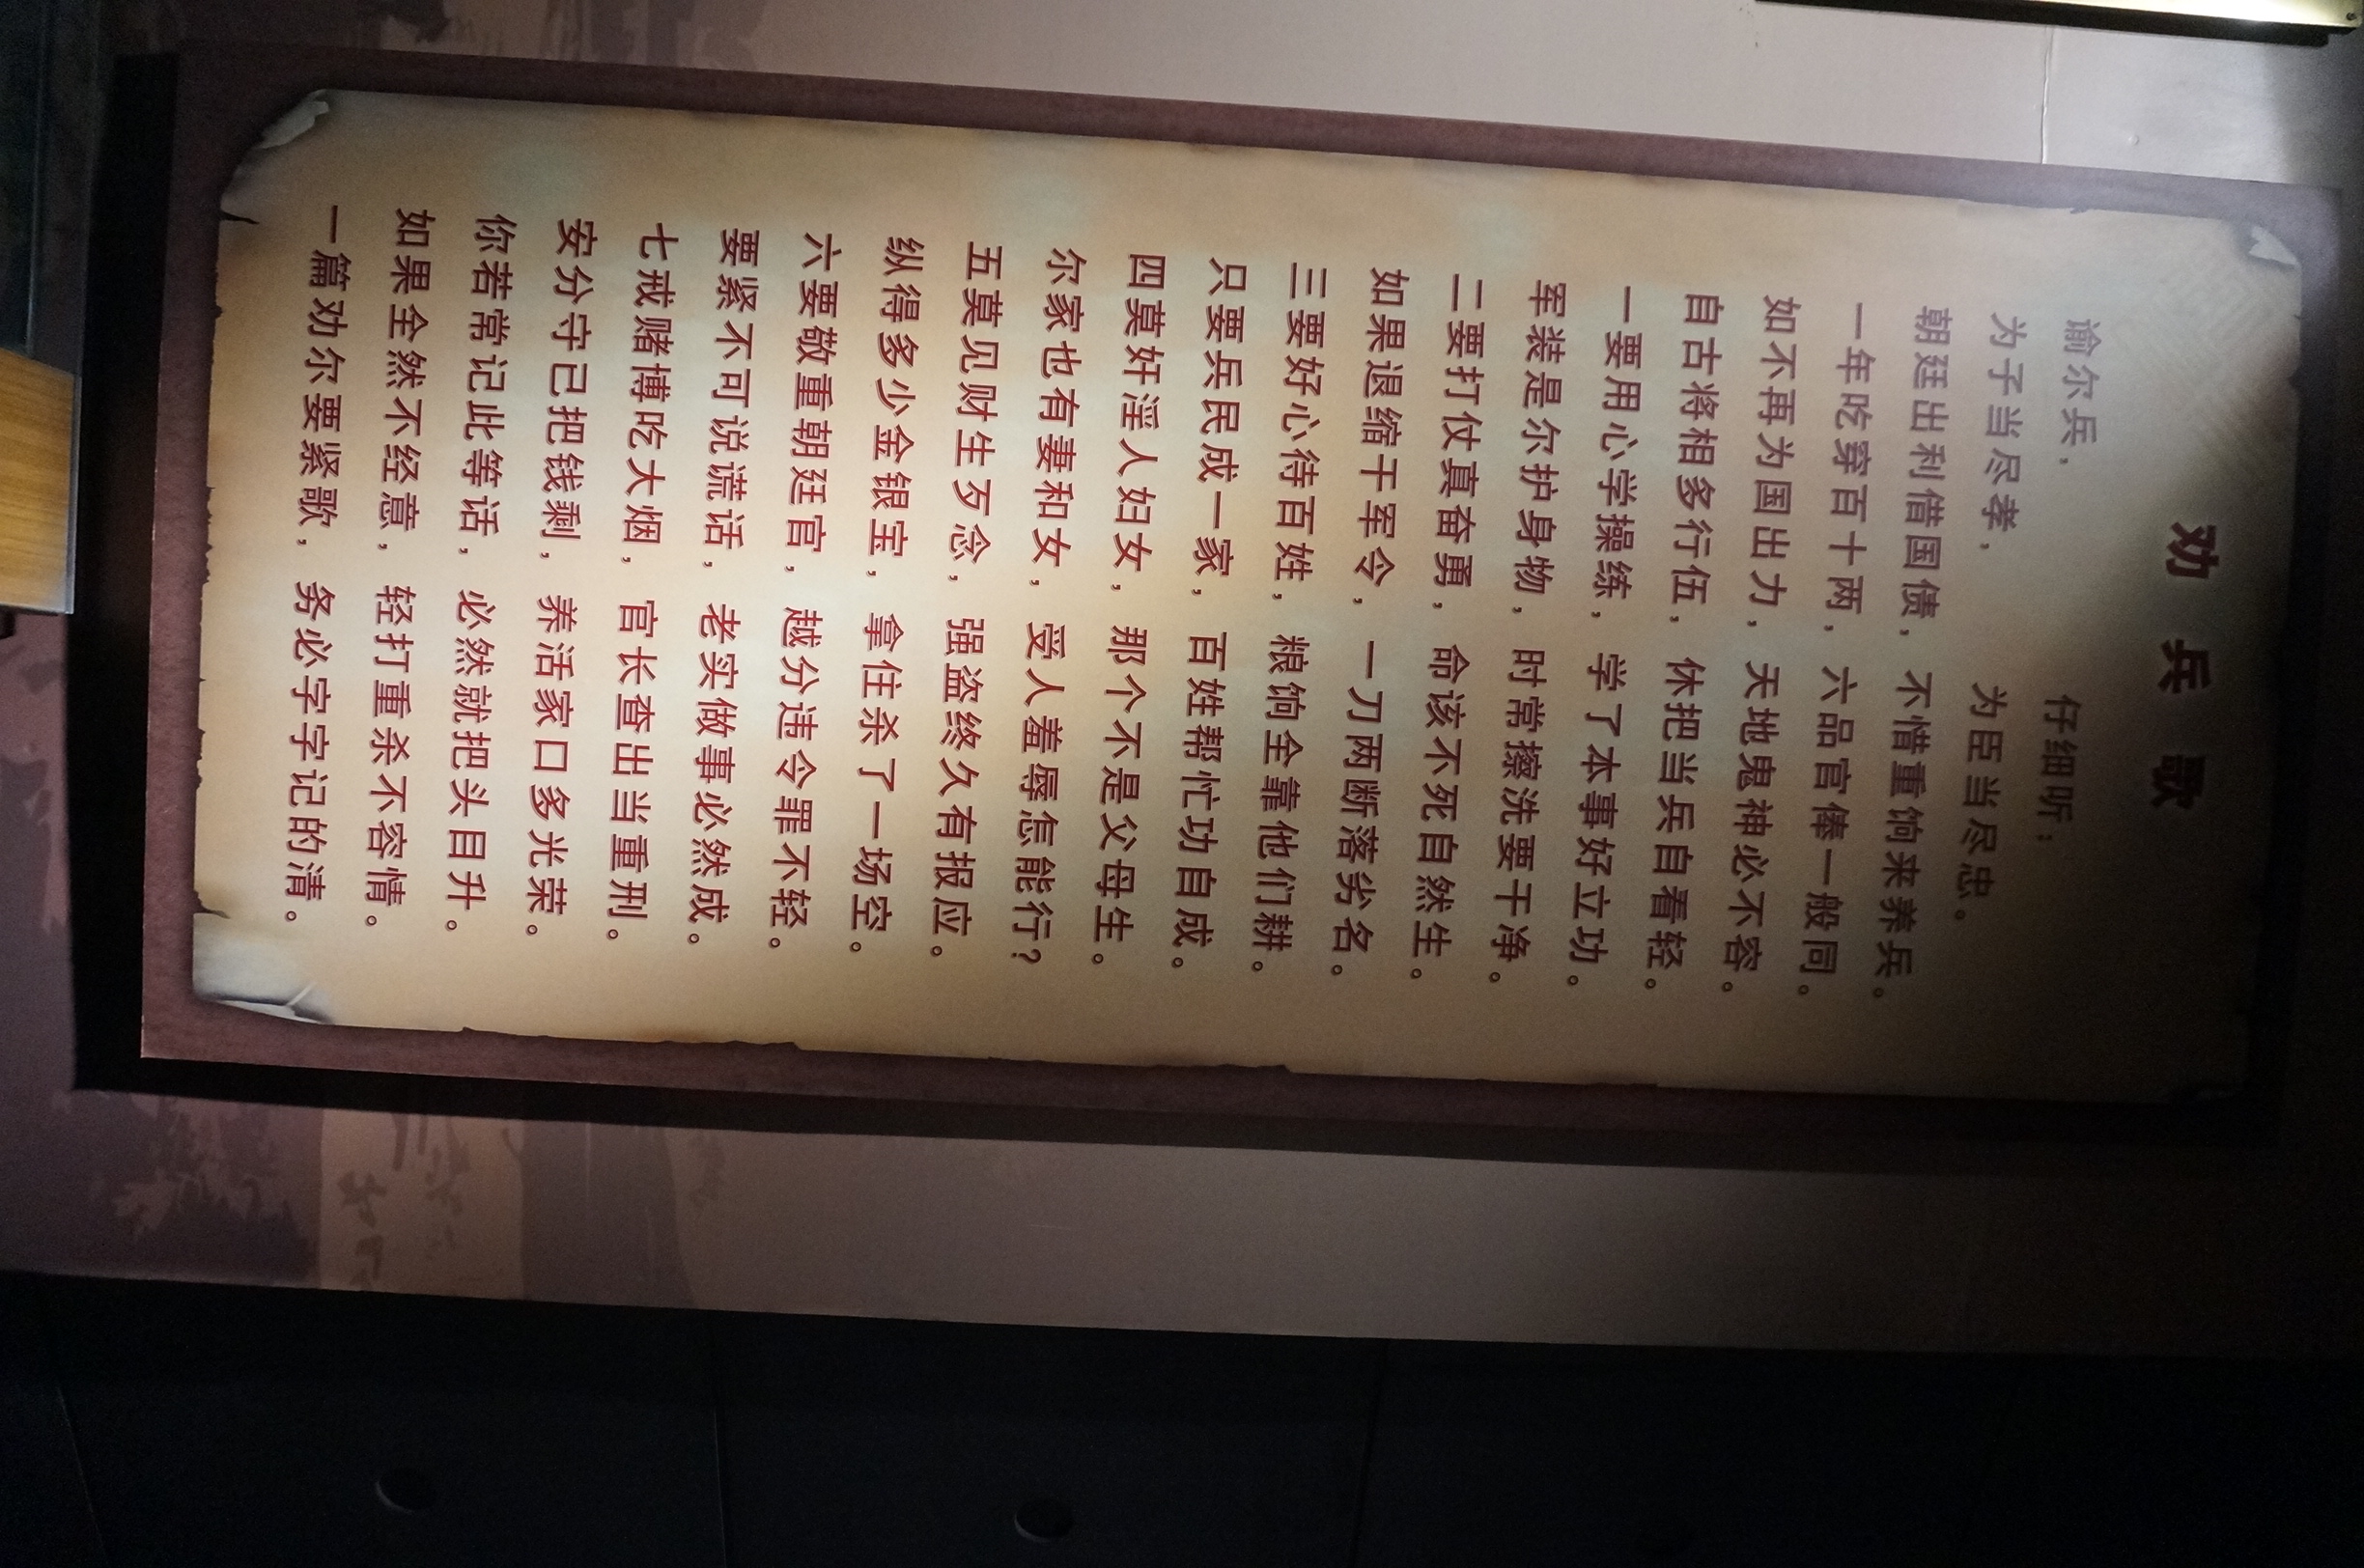 劝兵歌
谕尔兵，仔细听：
为子当尽孝，为臣当尽忠。
朝廷出利借国债，不惜重饷来养兵。
一年吃穿百十两，六品官俸一般同。
如不再为国出力，天地鬼神必不容。
自古将相多行伍，休把当兵自看轻。
一要用心学操练，学了本事好立功。
军装是尔护身物，时常擦洗要干净。
二要打仗真奋勇，命该不死自然生。
如果退缩干军令，一刀两断落劣名。
三要好心待百姓，粮饷全靠他们耕。
只要兵民成一家，百姓帮忙功自成。
四莫奸淫人妇女，那个不是父母生。
尔家也有妻和女，受人羞辱怎能行?
五莫见财生歹念，强盗终久有报应。
纵得多少金银宝，拿住杀了一场空。
六要敬重朝廷官，越分违令罪不轻。
要紧不可说谎话，老实做事必然成。
七戒赌博吃大烟，官长查出当重刑。
安分守已把钱剩，养活家口多光荣。
你若常记此等话，必然就把头目升。
如果全然不经意，轻打重杀不容情。
一篇劝尔要紧歌，务必字字记的清。